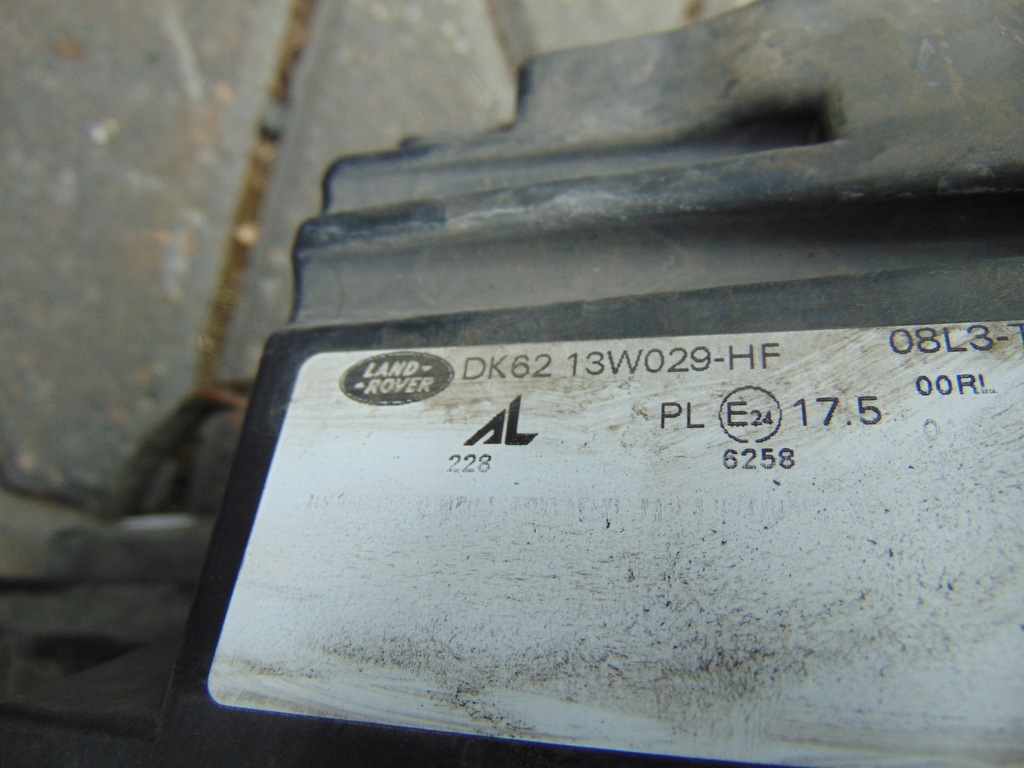 LAND-
-ROVER
DK62 13W029-HF
08L3-
00RL
AL
PL E24 17.5
228
6258